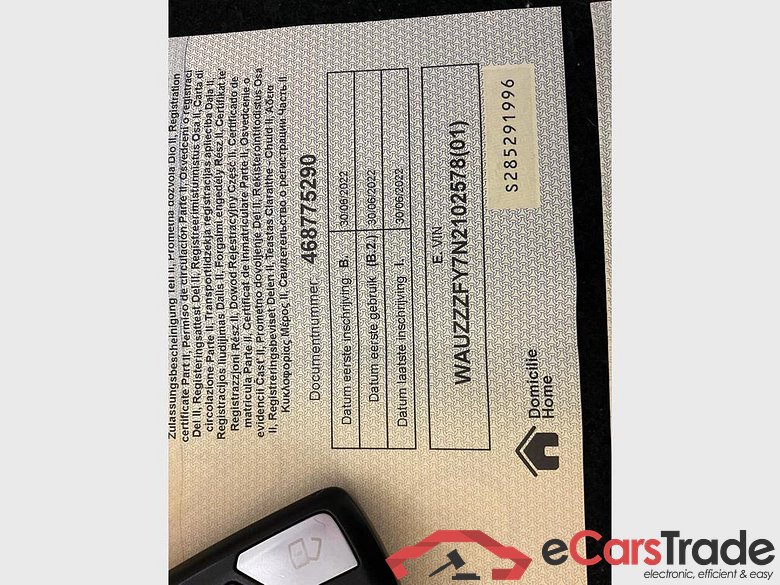 Zulassungsbescheinigung Teil II, Prometna dozvola Dio II, Registration
certificate Part II, Permiso de circulación Parte II, Osvedčeni o registraci
Del II, Registreringsattest Del II, Registreerimistunnistus Osa II, Carta di
circolazione Parte II, Transportlīdzekļa reģistrācijas apliecība Daļa II,
Registracijos liudijimas Dalis II, Forgalmi engedély Rész II, Ċertifikat ta'
Reġistrazzjoni Rész II, Dowód Rejestracyjny Część II, Certificado de
matrícula Parte II, Certificat de înmatriculare Partea II, Osvedčenie o
evidencii Časť II, Prometno dovoljenje Del II, Rekisteröintitodistus Osa
II, Registreringsbeviset Delen II, Teastas Cláraithe - Chuid II, Άδεια
Κυκλοφορίας Μέρος II, Свидетелство о регистрации Часть II
Documentnummer: 468775290
Datum eerste inschrijving B. 30/06/2022
Datum eerste gebruik (B.2.) 30/06/2022
Datum laatste inschrijving I. 30/06/2022
E. VIN
WAUZZZFY7N2102578(01)
Domicilie
Home
S285291996
eCarsTrade
electronic, efficient & easy